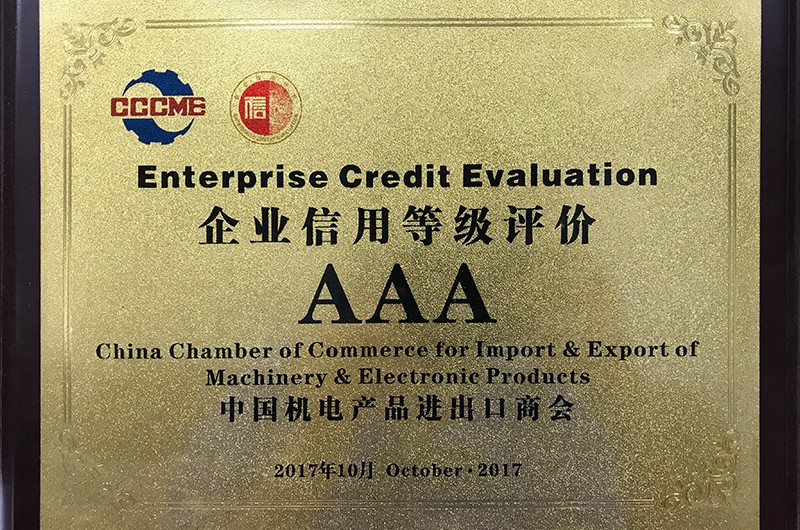 CCCME
信
Enterprise Credit Evaluation
企业信用等级评价
AAA
China Chamber of Commerce for Import & Export of
Machinery & Electronic Products
中国机电产品进出口商会
2017年10月 October·2017